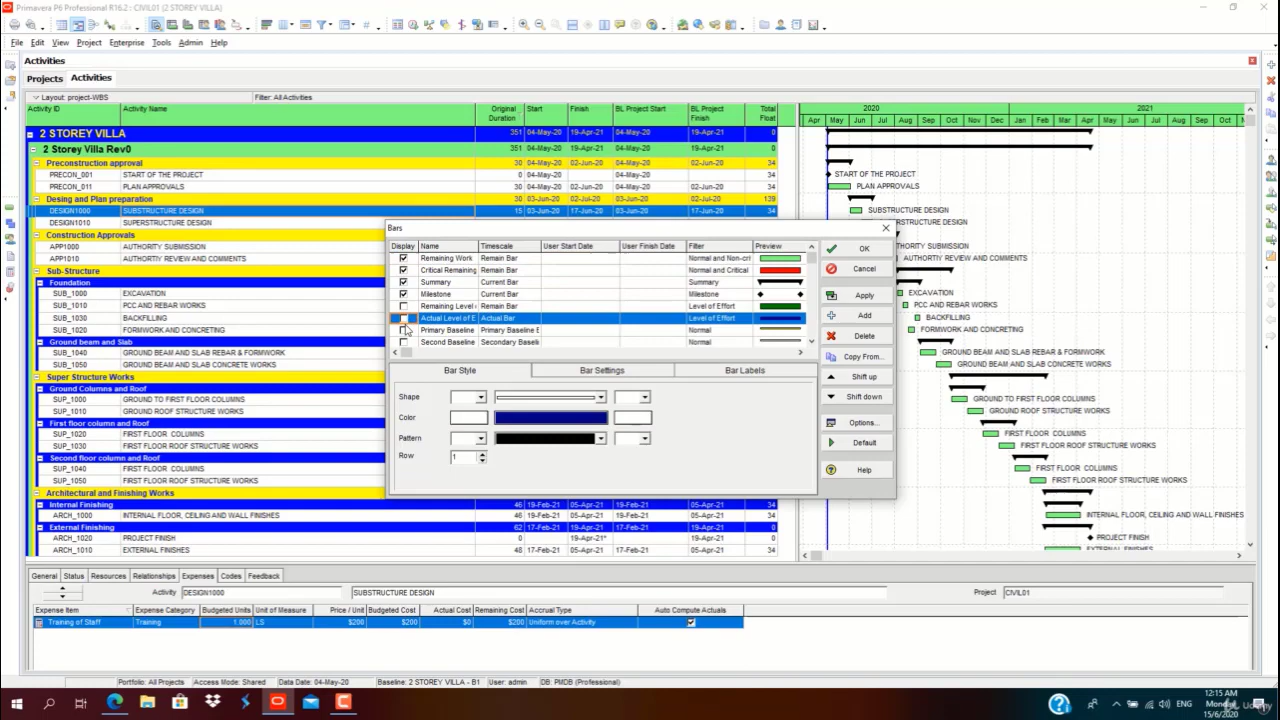 Primavera P6 Professional R16.2: CIVIL01 (2 STOREY VILLA)
File Edit View Project Enterprise Tools Admin Help
Activities
Projects Activities
Layout: project-WBS Filter: All Activities
Activity ID Activity Name Original Duration Start Finish BL Project Start BL Project Finish Total Float
2020 2021
Apr May Jun Jul Aug Sep Oct Nov Dec Jan Feb Mar Apr May Jun Jul Aug Sep Oct Nov
2 STOREY VILLA 351 04-May-20 19-Apr-21 04-May-20 19-Apr-21 0
2 Storey Villa Rev0 351 04-May-20 19-Apr-21 04-May-20 19-Apr-21 0
Preconstruction approval 30 04-May-20 02-Jun-20 04-May-20 02-Jun-20 34
PRECON_001 START OF THE PROJECT 0 04-May-20 04-May-20 34 START OF THE PROJECT
PRECON_011 PLAN APPROVALS 30 04-May-20 02-Jun-20 04-May-20 02-Jun-20 34 PLAN APPROVALS
Desing and Plan preparation 30 03-Jun-20 02-Jul-20 03-Jun-20 02-Jul-20 139
DESIGN1000 SUBSTRUCTURE DESIGN 15 03-Jun-20 17-Jun-20 03-Jun-20 17-Jun-20 34 SUBSTRUCTURE DESIGN
DESIGN1010 SUPERSTRUCTURE DESIGN
Construction Approvals
APP1000 AUTHORITY SUBMISSION
APP1010 AUTHORTIY REVIEW AND COMMENTS
Sub-Structure
Foundation
SUB_1000 EXCAVATION EXCAVATION
SUB_1010 PCC AND REBAR WORKS PCC AND REBAR WORKS
SUB_1030 BACKFILLING BACKFILLING
SUB_1020 FORMWORK AND CONCRETING FORMWORK AND CONCRETING
Ground beam and Slab
SUB_1040 GROUND BEAM AND SLAB REBAR & FORMWORK GROUND BEAM AND SLAB REBAR & FORMWORK
SUB_1050 GROUND BEAM AND SLAB CONCRETE WORKS GROUND BEAM AND SLAB CONCRETE WORKS
Super Structure Works
Ground Columns and Roof
SUP_1000 GROUND TO FIRST FLOOR COLUMNS GROUND TO FIRST FLOOR COLUMNS
SUP_1010 GROUND ROOF STRUCTURE WORKS GROUND ROOF STRUCTURE WORKS
First floor column and Roof
SUP_1020 FIRST FLOOR COLUMNS FIRST FLOOR COLUMNS
SUP_1030 FIRST FLOOR ROOF STRUCTURE WORKS FIRST FLOOR ROOF STRUCTURE WORKS
Second floor column and Roof
SUP_1040 FIRST FLOOR COLUMNS FIRST FLOOR COLUMNS
SUP_1050 FIRST FLOOR ROOF STRUCTURE WORKS FIRST FLOOR ROOF STRUCTURE WORKS
Architectural and Finishing Works
Internal Finishing 46 19-Feb-21 05-Apr-21 19-Feb-21 05-Apr-21 34
ARCH_1000 INTERNAL FLOOR, CEILING AND WALL FINISHES 46 19-Feb-21 05-Apr-21 19-Feb-21 05-Apr-21 34 INTERNAL FLOOR, CEILING AND WALL FINISHES
External Finishing 62 17-Feb-21 19-Apr-21 17-Feb-21 19-Apr-21 0
ARCH_1020 PROJECT FINISH 0 19-Apr-21* 19-Apr-21 0 PROJECT FINISH
ARCH_1010 EXTERNAL FINISHES 48 17-Feb-21 05-Apr-21 17-Feb-21 05-Apr-21 34 EXTERNAL FINISHES
Bars
Display Name Timescale User Start Date User Finish Date Filter Preview
Remaining Work Remain Bar Normal and Non-cri
Critical Remaining Remain Bar Normal and Critical
Summary Current Bar Summary
Milestone Current Bar Milestone
Remaining Level Remain Bar Level of Effort
Actual Level of E Actual Bar Level of Effort
Primary Baseline Primary Baseline E Normal
Second Baseline Secondary Baseli Normal
OK
Cancel
Apply
Add
Delete
Copy From...
Shift up
Shift down
Options...
Default
Help
Bar Style Bar Settings Bar Labels
Shape
Color
Pattern
Row 1
General Status Resources Relationships Expenses Codes Feedback
Activity DESIGN1000 SUBSTRUCTURE DESIGN Project CIVIL01
Expense Item Expense Category Budgeted Units Unit of Measure Price / Unit Budgeted Cost Actual Cost Remaining Cost Accrual Type Auto Compute Actuals
Training of Staff Training 1.000 LS $200 $200 $0 $200 Uniform over Activity
Portfolio: All Projects Access Mode: Shared Data Date: 04-May-20 Baseline: 2 STOREY VILLA - B1 User: admin DB: PMDB (Professional)
ENG
12:15 AM
Monday
15/6/2020
Udemy